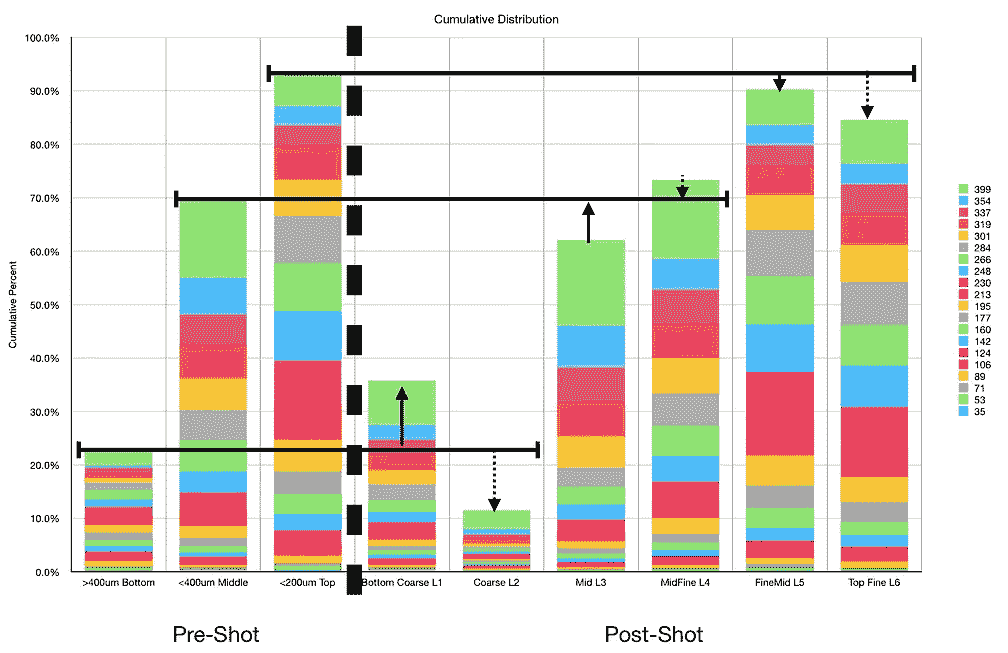 Cumulative Distribution
100.0%
90.0%
80.0%
70.0%
60.0%
50.0%
40.0%
30.0%
20.0%
10.0%
0.0%
Cumulative Percent
>400um Bottom
<400um Middle
<200um Top
Bottom Coarse L1
Coarse L2
Mid L3
MidFine L4
FineMid L5
Top Fine L6
Pre-Shot
Post-Shot
399
354
337
319
301
284
266
248
230
213
195
177
160
142
124
106
89
71
53
35